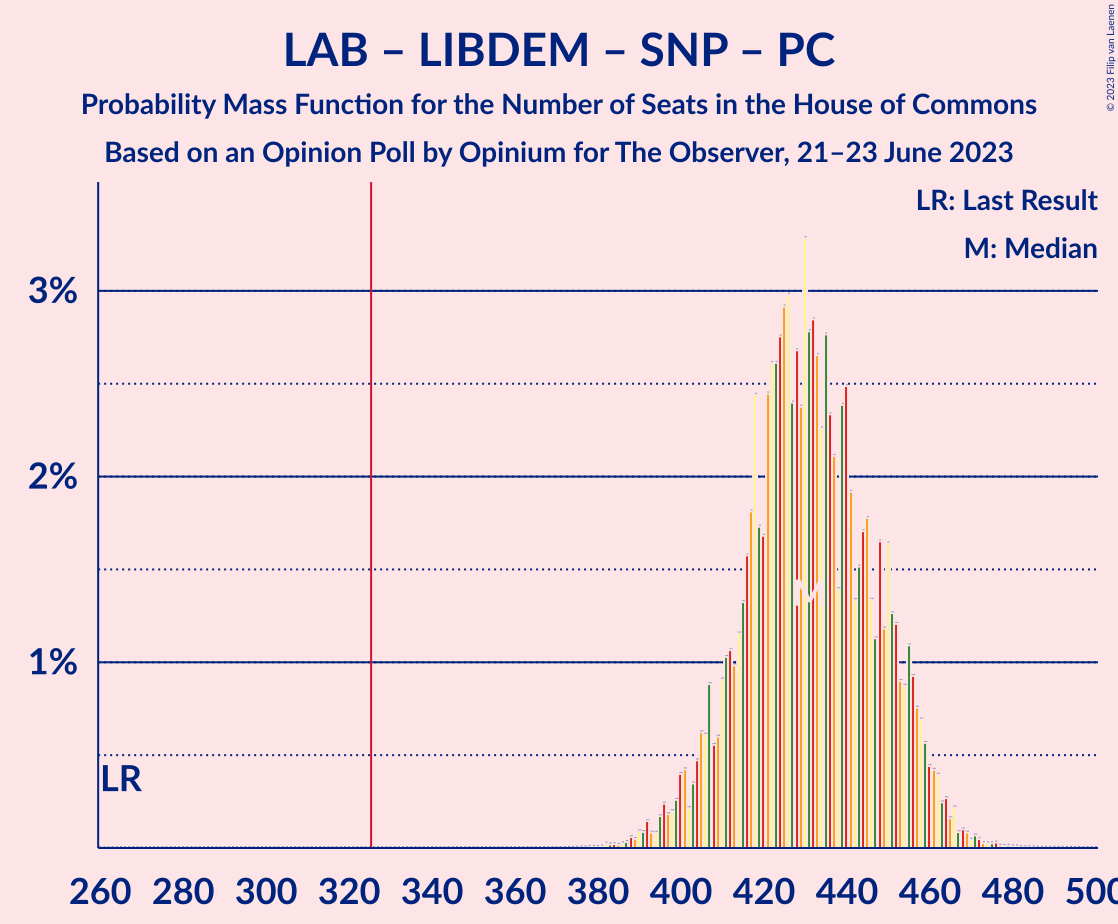 LAB – LIBDEM – SNP – PC
Probability Mass Function for the Number of Seats in the House of Commons
Based on an Opinion Poll by Opinium for The Observer, 21–23 June 2023
© 2023 Filip van Laenen
LR: Last Result
M: Median
3%
2%
1%
M
LR
260 280 300 320 340 360 380 400 420 440 460 480 500